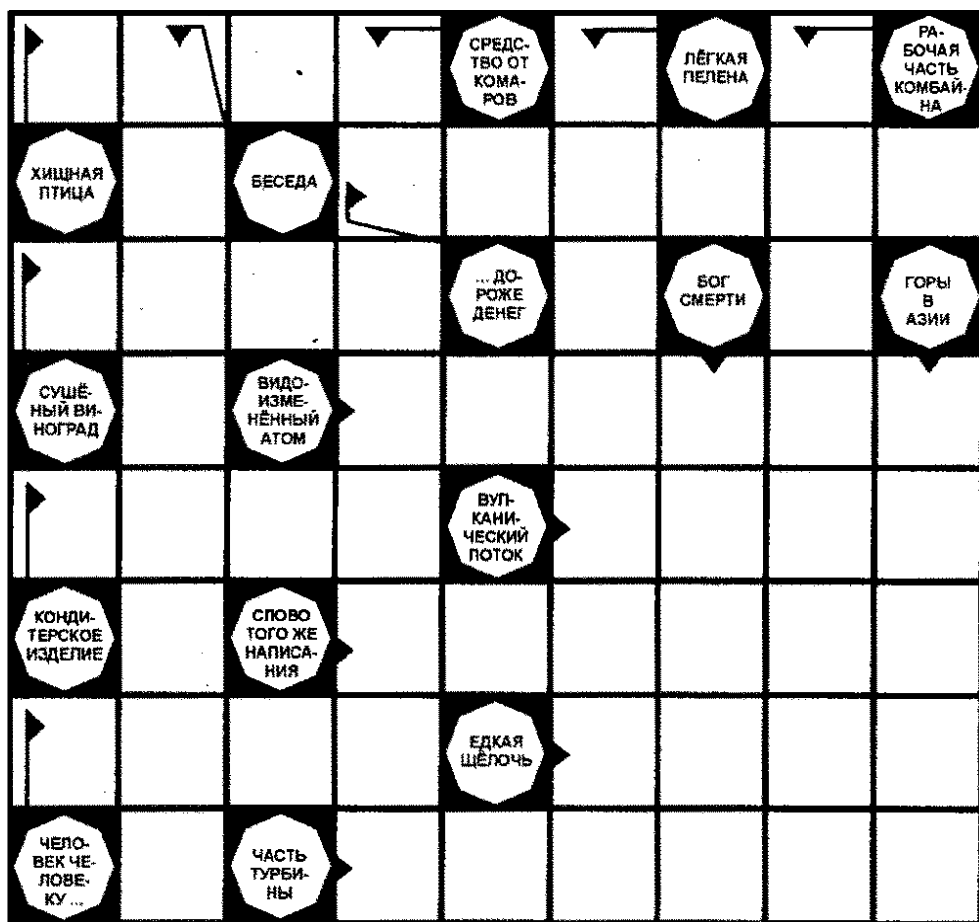 СРЕДС-
ТВО ОТ
КОМА-
РОВ
ЛЁГКАЯ
ПЕЛЕНА
РА-
БОЧАЯ
ЧАСТЬ
КОМБАЙ-
НА
ХИЩНАЯ
ПТИЦА
БЕСЕДА
... ДО-
РОЖЕ
ДЕНЕГ
БОГ
СМЕРТИ
ГОРЫ
В
АЗИИ
СУШЁ-
НЫЙ ВИ-
НОГРАД
ВИДО-
ИЗМЕ-
НЁННЫЙ
АТОМ
ВУЛ-
КАНИ-
ЧЕСКИЙ
ПОТОК
КОНДИ-
ТЕРСКОЕ
ИЗДЕЛИЕ
СЛОВО
ТОГО ЖЕ
НАПИСА-
НИЯ
ЕДКАЯ
ЩЁЛОЧЬ
ЧЕЛО-
ВЕК ЧЕ-
ЛОВЕ-
КУ ...
ЧАСТЬ
ТУРБИ-
НЫ